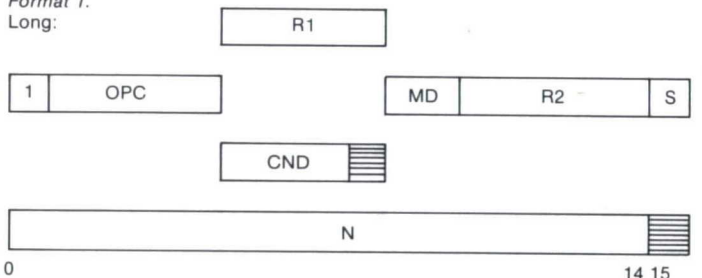 Format 1.
Long:
R1
1 OPC MD R2 S
CND
N
0 14 15